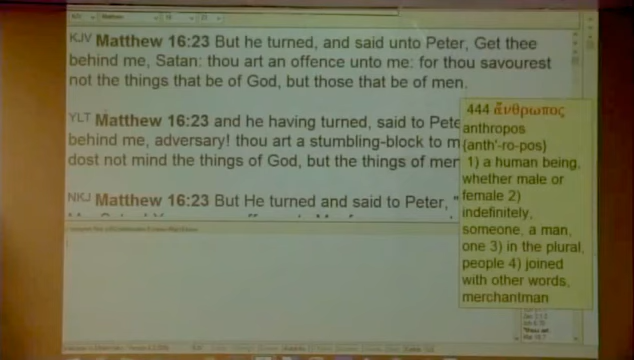 KJV Matthew 16:23 But he turned, and said unto Peter, Get thee
behind me, Satan: thou art an offence unto me: for thou savourest
not the things that be of God, but those that be of men.
YLT Matthew 16:23 and he having turned, said to Pete
behind me, adversary! thou art a stumbling-block to m
dost not mind the things of God, but the things of men
NKJ Matthew 16:23 But He turned and said to Peter, "
444 ἄνθρωπος
anthropos
{anth'-ro-pos}
1) a human being,
whether male or
female 2)
indefinitely,
someone, a man,
one 3) in the plural,
people 4) joined
with other words,
merchantman